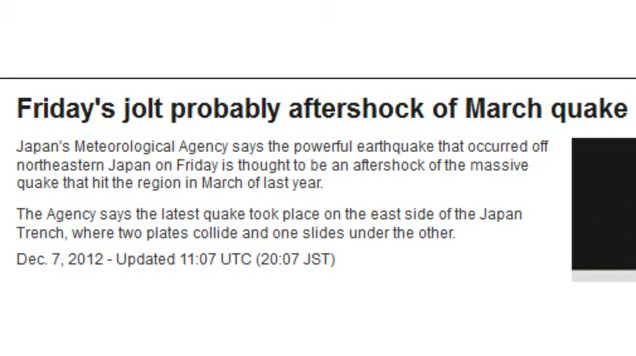 Friday's jolt probably aftershock of March quake
Japan's Meteorological Agency says the powerful earthquake that occurred off
northeastern Japan on Friday is thought to be an aftershock of the massive
quake that hit the region in March of last year.
The Agency says the latest quake took place on the east side of the Japan
Trench, where two plates collide and one slides under the other.
Dec. 7, 2012 - Updated 11:07 UTC (20:07 JST)